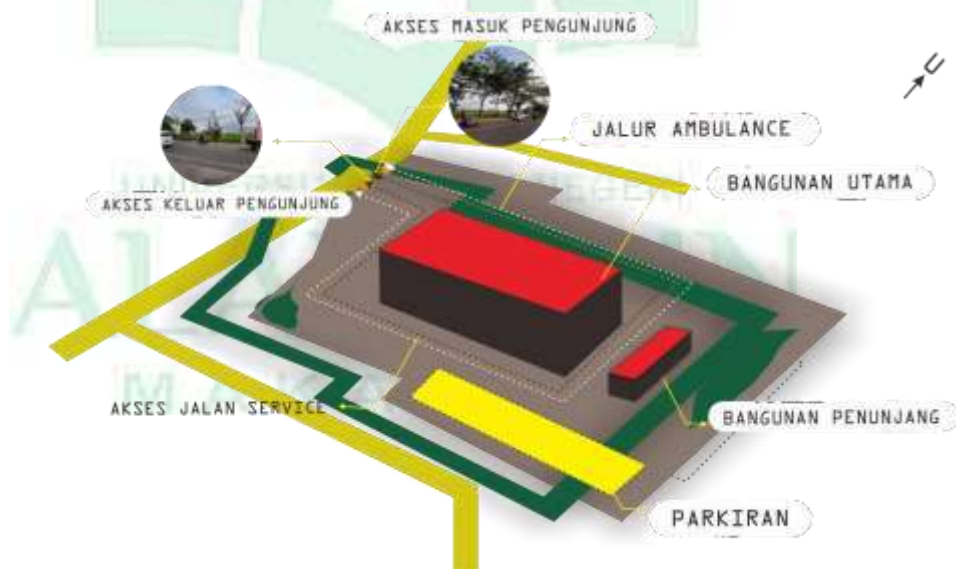 AKSES MASUK PENGUNJUNG
U
JALUR AMBULANCE
BANGUNAN UTAMA
AKSES KELUAR PENGUNJUNG
AKSES JALAN SERVICE
BANGUNAN PENUNJANG
PARKIRAN